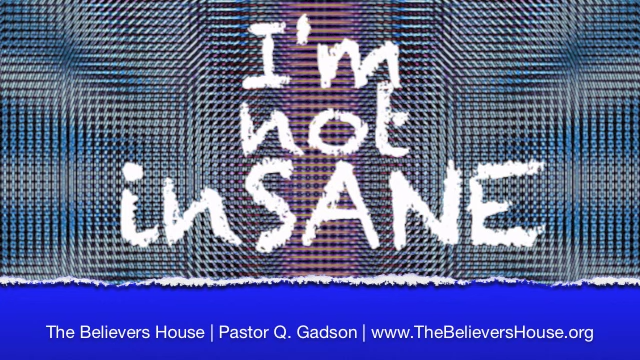 I'm
not
inSANE
The Believers House | Pastor Q. Gadson | www.TheBelieversHouse.org